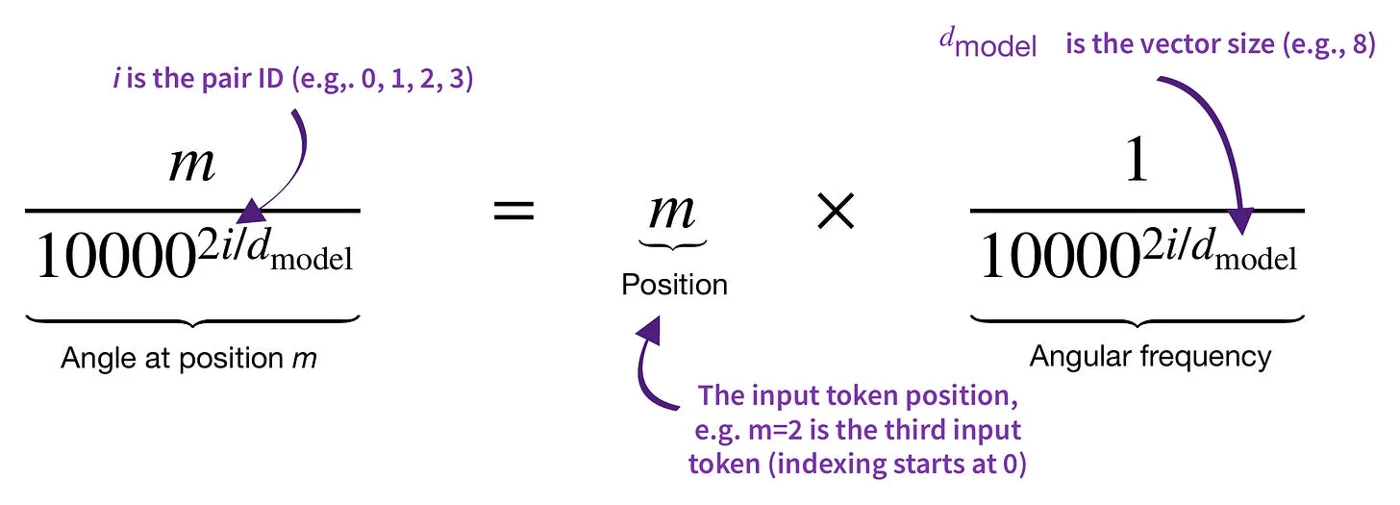 d_model is the vector size (e.g., 8)
i is the pair ID (e.g,. 0, 1, 2, 3)
m / 10000^{2i/d_model} = m × 1 / 10000^{2i/d_model}
Position
Angle at position m
Angular frequency
The input token position,
e.g. m=2 is the third input
token (indexing starts at 0)